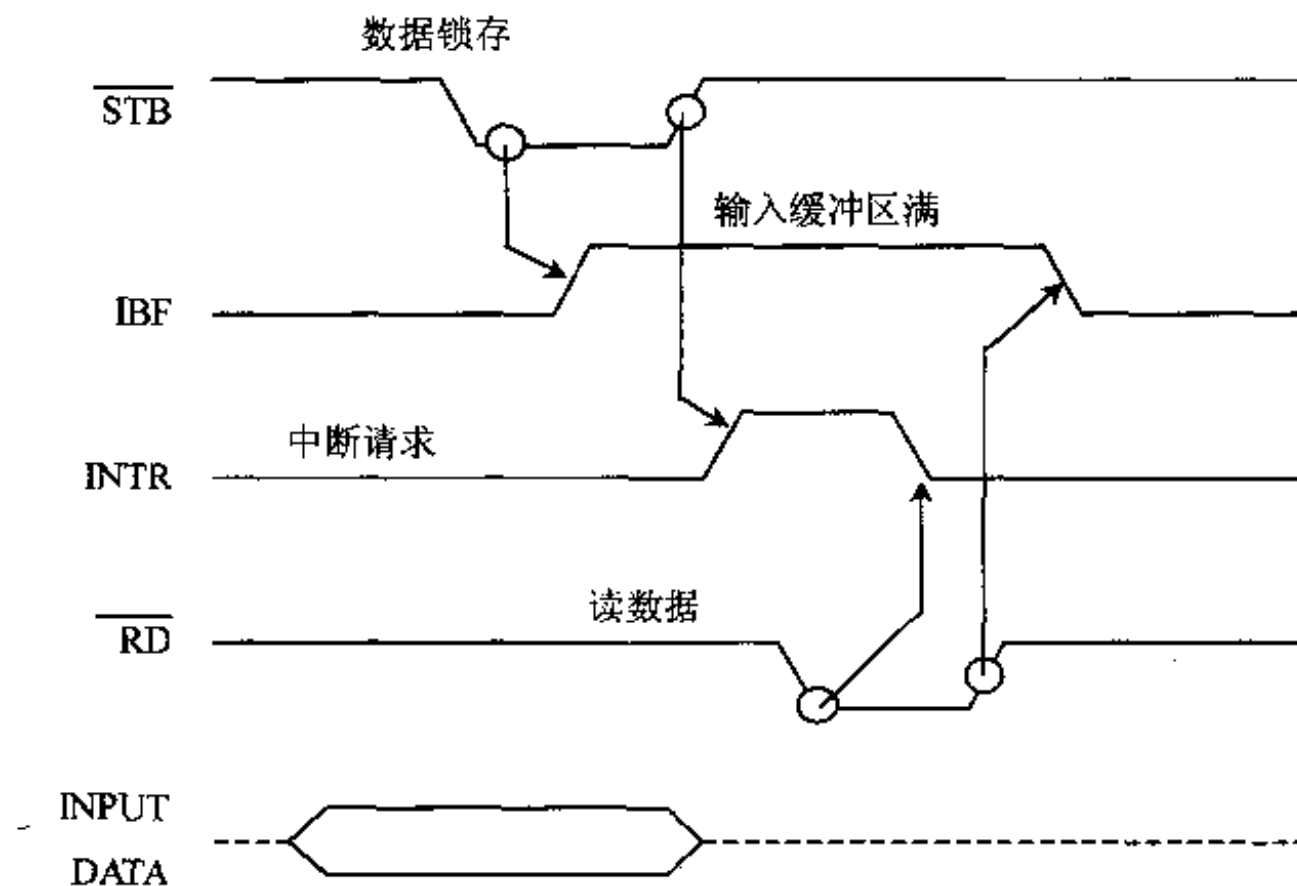 数据锁存
STB
输入缓冲区满
IBF
中断请求
INTR
读数据
RD
INPUT
DATA